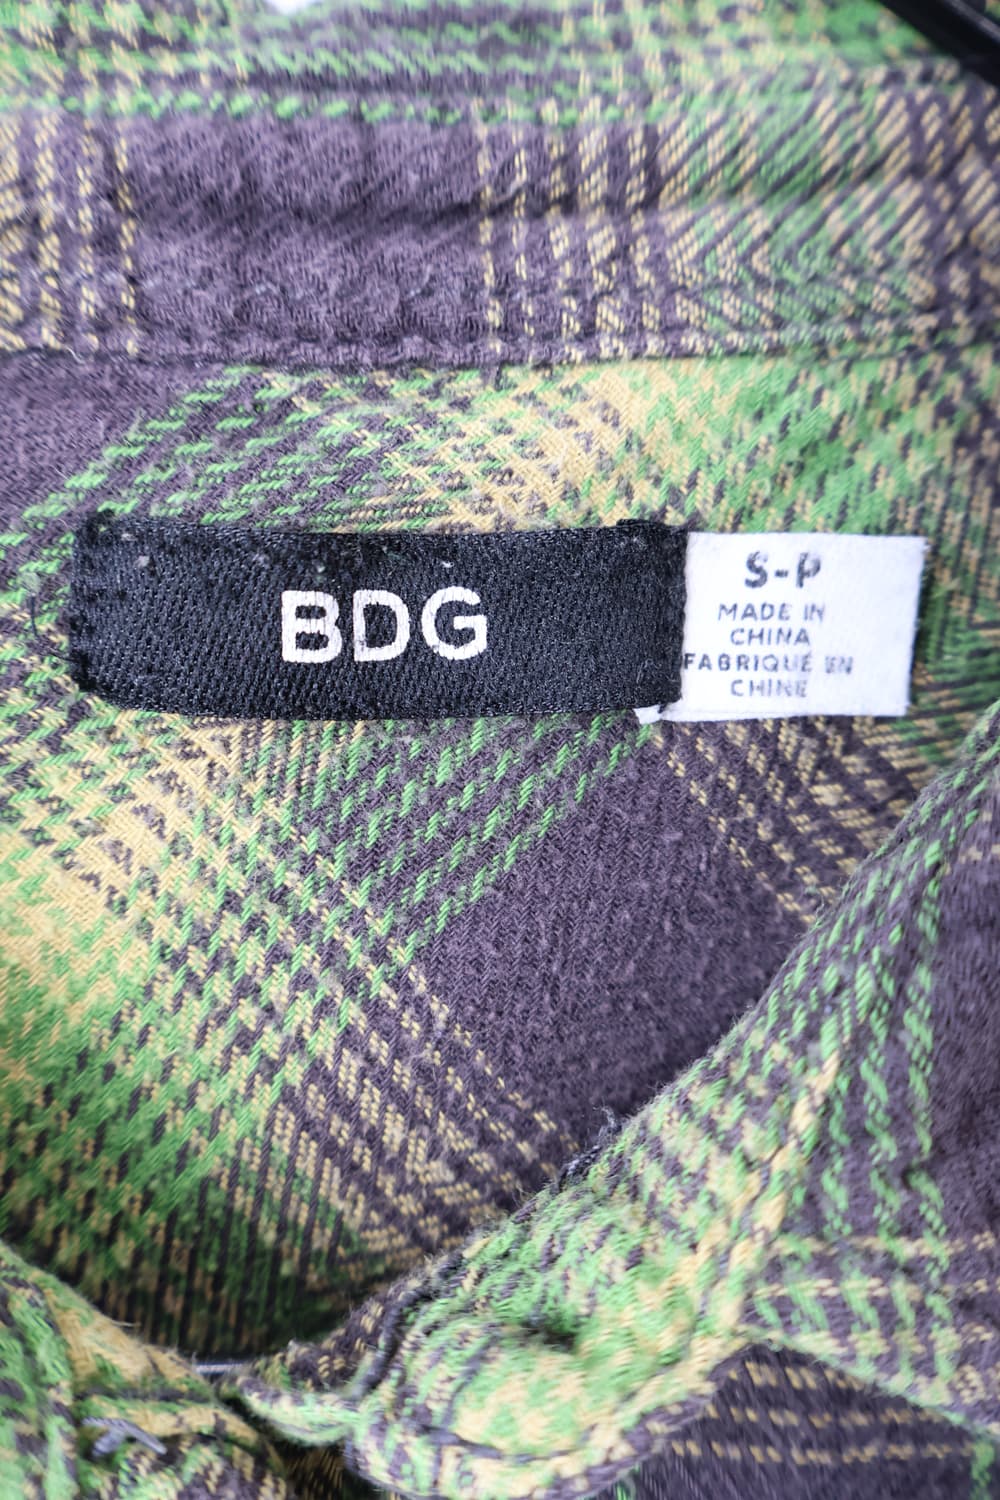 BDG
S-P
MADE IN
CHINA
FABRIQUÉ EN
CHINE